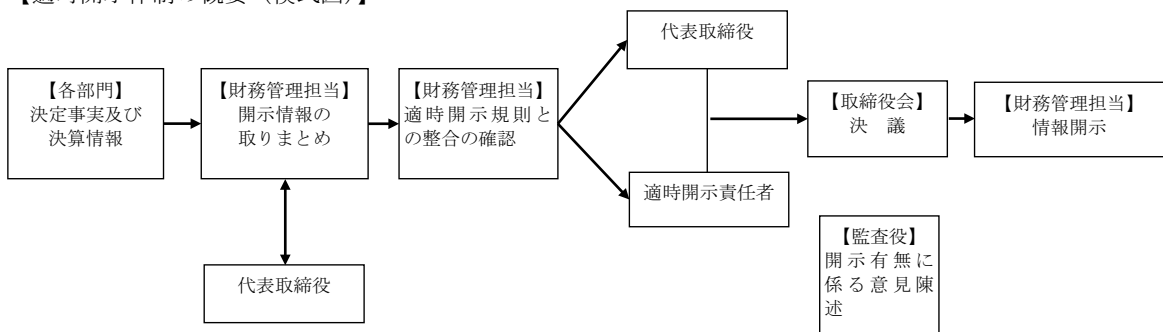 【適時開示体制の概要（模式図）】
代表取締役
【各部門】
決定事実及び
決算情報
【財務管理担当】
開示情報の
取りまとめ
【財務管理担当】
適時開示規則と
の整合の確認
【取締役会】
決　議
【財務管理担当】
情報開示
適時開示責任者
代表取締役
【監査役】
開示有無に
係る意見陳
述